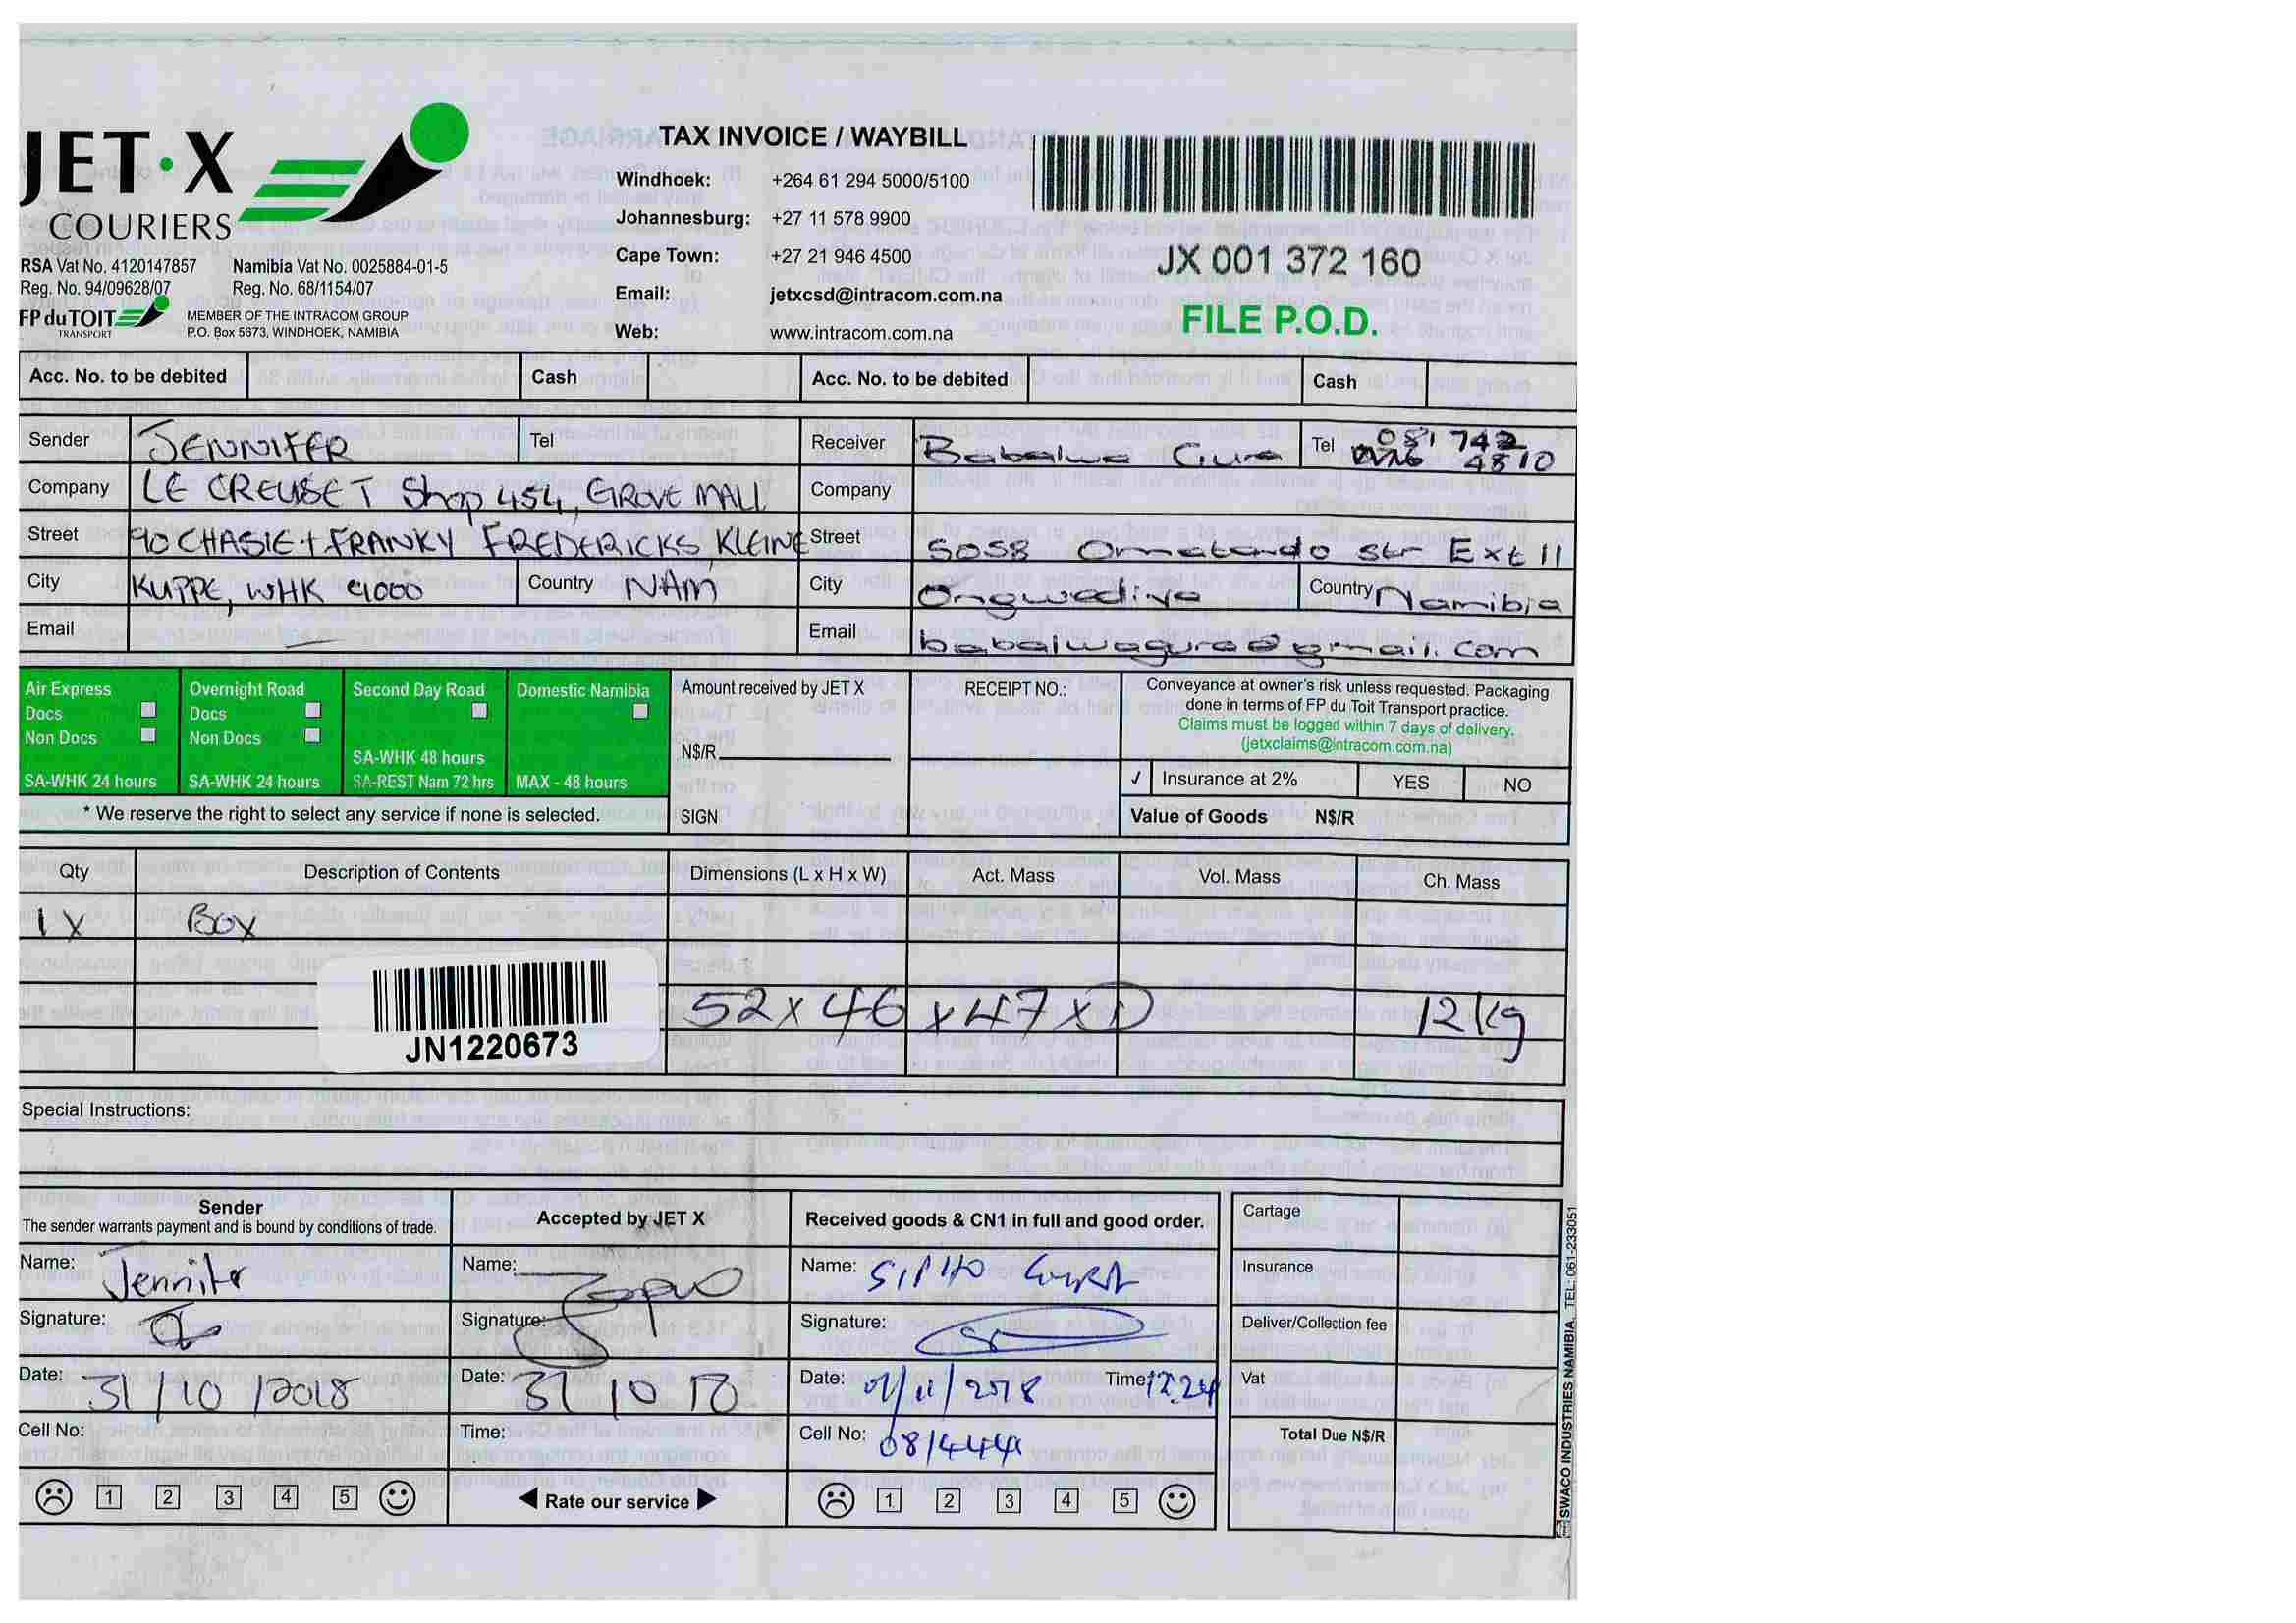 JET·X
COURIERS
RSA Vat No. 4120147857 Namibia Vat No. 0025884-01-5
Reg. No. 94/09628/07 Reg. No. 68/1154/07
FP du TOIT
TRANSPORT
MEMBER OF THE INTRACOM GROUP
P.O. Box 5673, WINDHOEK, NAMIBIA
TAX INVOICE / WAYBILL
Windhoek: +264 61 294 5000/5100
Johannesburg: +27 11 578 9900
Cape Town: +27 21 946 4500
Email: jetxcsd@intracom.com.na
Web: www.intracom.com.na
JX 001 372 160
FILE P.O.D.
Acc. No. to be debited Cash Acc. No. to be debited Cash
Sender JENNIFER Tel
Company LE CREUSET Shop 454, GROVE MALL
Street 90 CHASIE + FRANKY FREDERICKS, KLEINE
City KUPPE, WHK 9000 Country NAM
Email
Receiver Babalwa Gura Tel 081 742
4810
Company
Street 5058 Omatando str Ext 11
City Ongwediva Country Namibia
Email babalwagura@gmail.com
Air Express
Docs
Non Docs
SA-WHK 24 hours
Overnight Road
Docs
Non Docs
SA-WHK 24 hours
Second Day Road
SA-WHK 48 hours
SA-REST Nam 72 hrs
Domestic Namibia
MAX - 48 hours
* We reserve the right to select any service if none is selected.
Amount received by JET X
N$/R
SIGN
RECEIPT NO.:
Conveyance at owner's risk unless requested. Packaging
done in terms of FP du Toit Transport practice.
Claims must be logged within 7 days of delivery.
(jetxclaims@intracom.com.na)
✓ Insurance at 2% YES NO
Value of Goods N$/R
Qty Description of Contents Dimensions (L x H x W) Act. Mass Vol. Mass Ch. Mass
1 X Box
52 x 46 x 47 x 1 12 kg
JN1220673
Special Instructions:
Sender
The sender warrants payment and is bound by conditions of trade.
Name: Jennifer
Signature:
Date: 31/10/2018
Cell No:
1 2 3 4 5
Accepted by JET X
Name:
Signature:
Date: 31 10 18
Time:
Rate our service
Received goods & CN1 in full and good order.
Name: SIPHO GURA
Signature:
Date: 01/11/2018 Time: 17:24
Cell No:
1 2 3 4 5
Cartage
Insurance
Deliver/Collection fee
Vat
Total Due N$/R
SWACO INDUSTRIES NAMIBIA. TEL: 061-233051